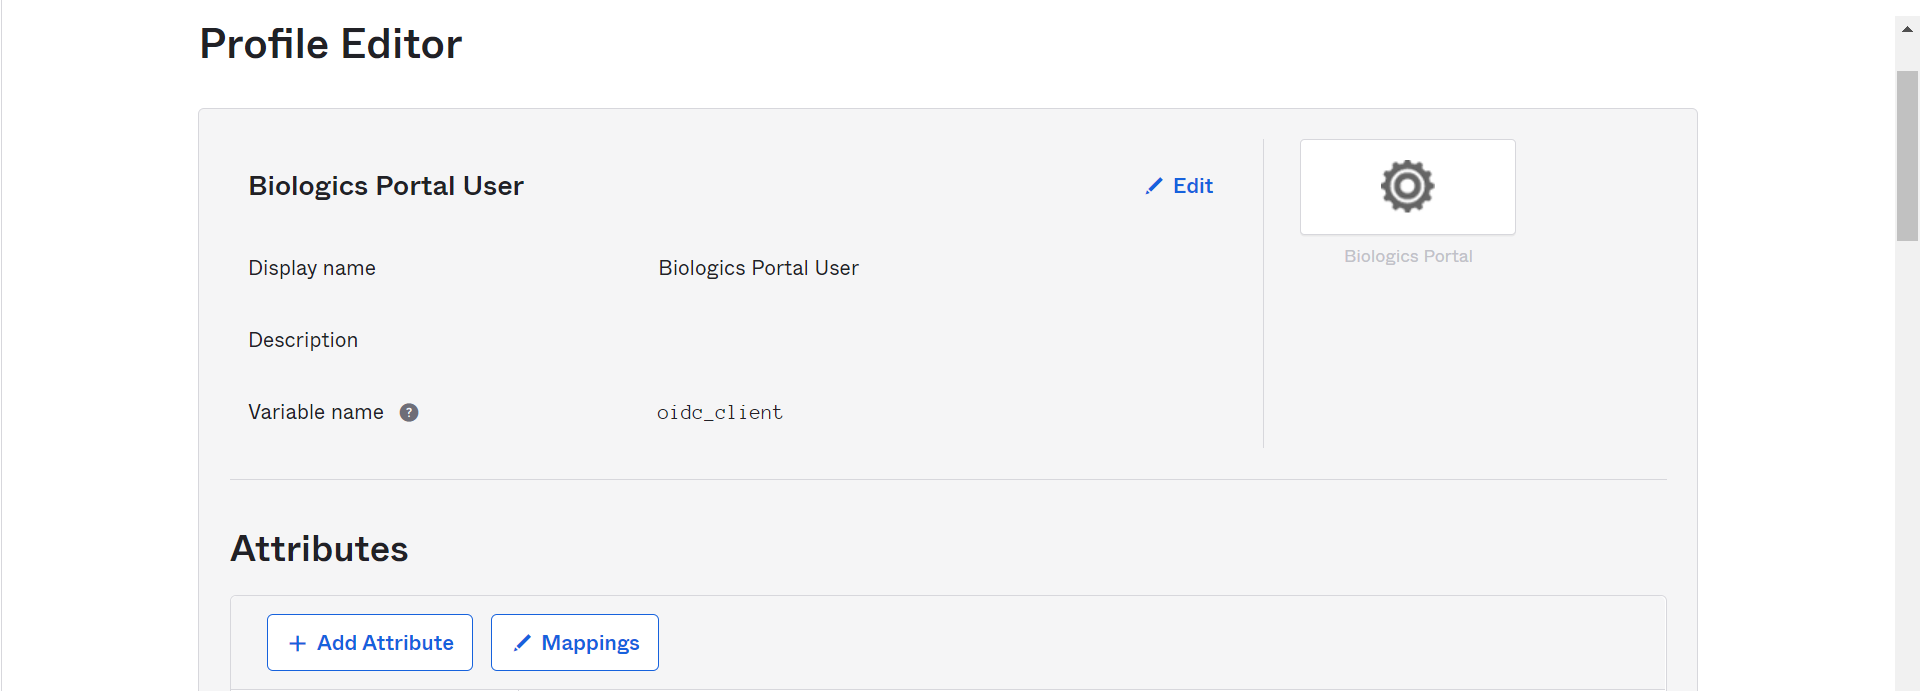 Profile Editor
Biologics Portal User
Edit
Biologics Portal
Display name
Biologics Portal User
Description
Variable name ?
oidc_client
Attributes
+ Add Attribute
Mappings